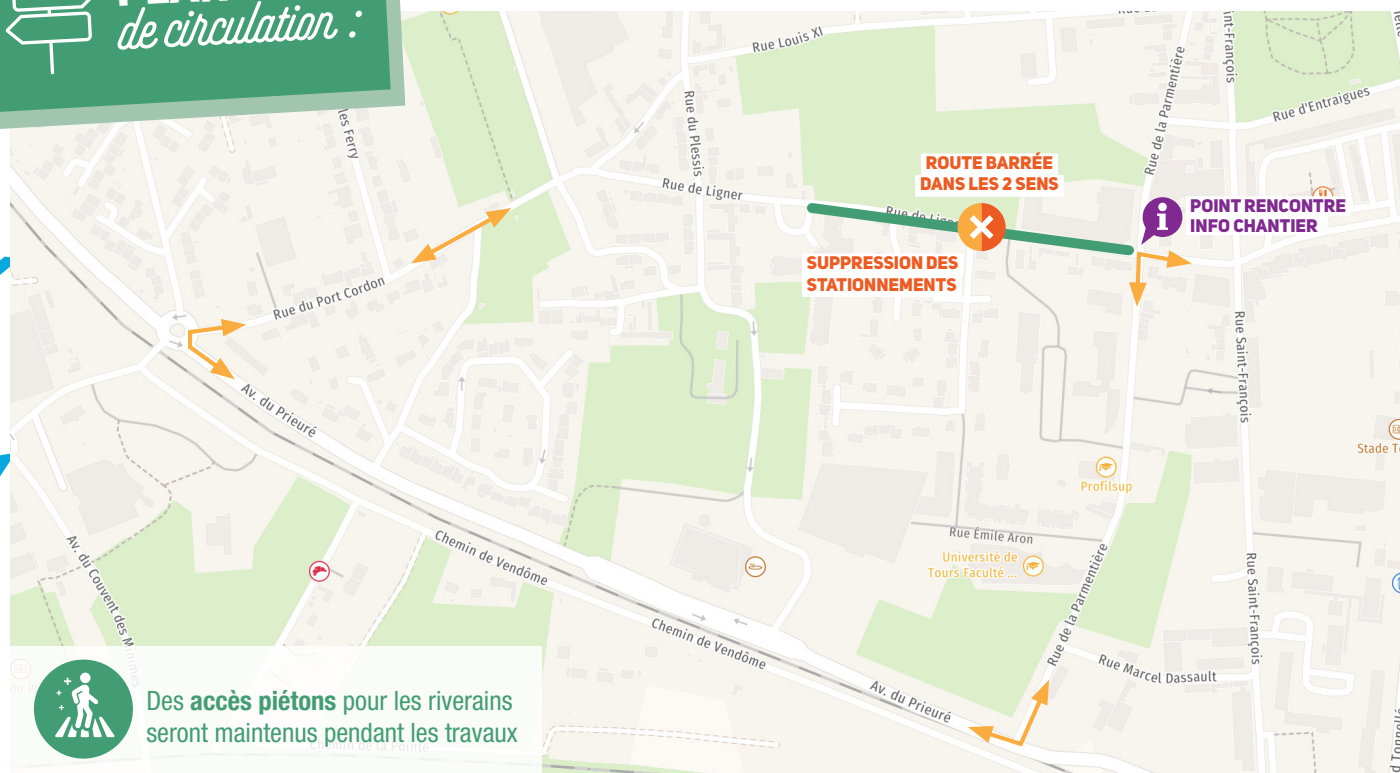 de circulation :
Rue Louis XI
Rue du Plessis
Rue de la Parmentière
Rue d'Entraigues
Rue de Ligner
ROUTE BARRÉE
DANS LES 2 SENS
POINT RENCONTRE
INFO CHANTIER
SUPPRESSION DES
STATIONNEMENTS
Rue du Port Cordon
Rue Saint-François
Av. du Prieuré
Profilsup
Rue Émile Aron
Université de
Tours Faculté ...
Chemin de Vendôme
Av. du Couvent des
Chemin de Vendôme
Rue de la Parmentière
Rue Saint-François
Rue Marcel Dassault
Av. du Prieuré
Des accès piétons pour les riverains
seront maintenus pendant les travaux
Chemin de la Pointe